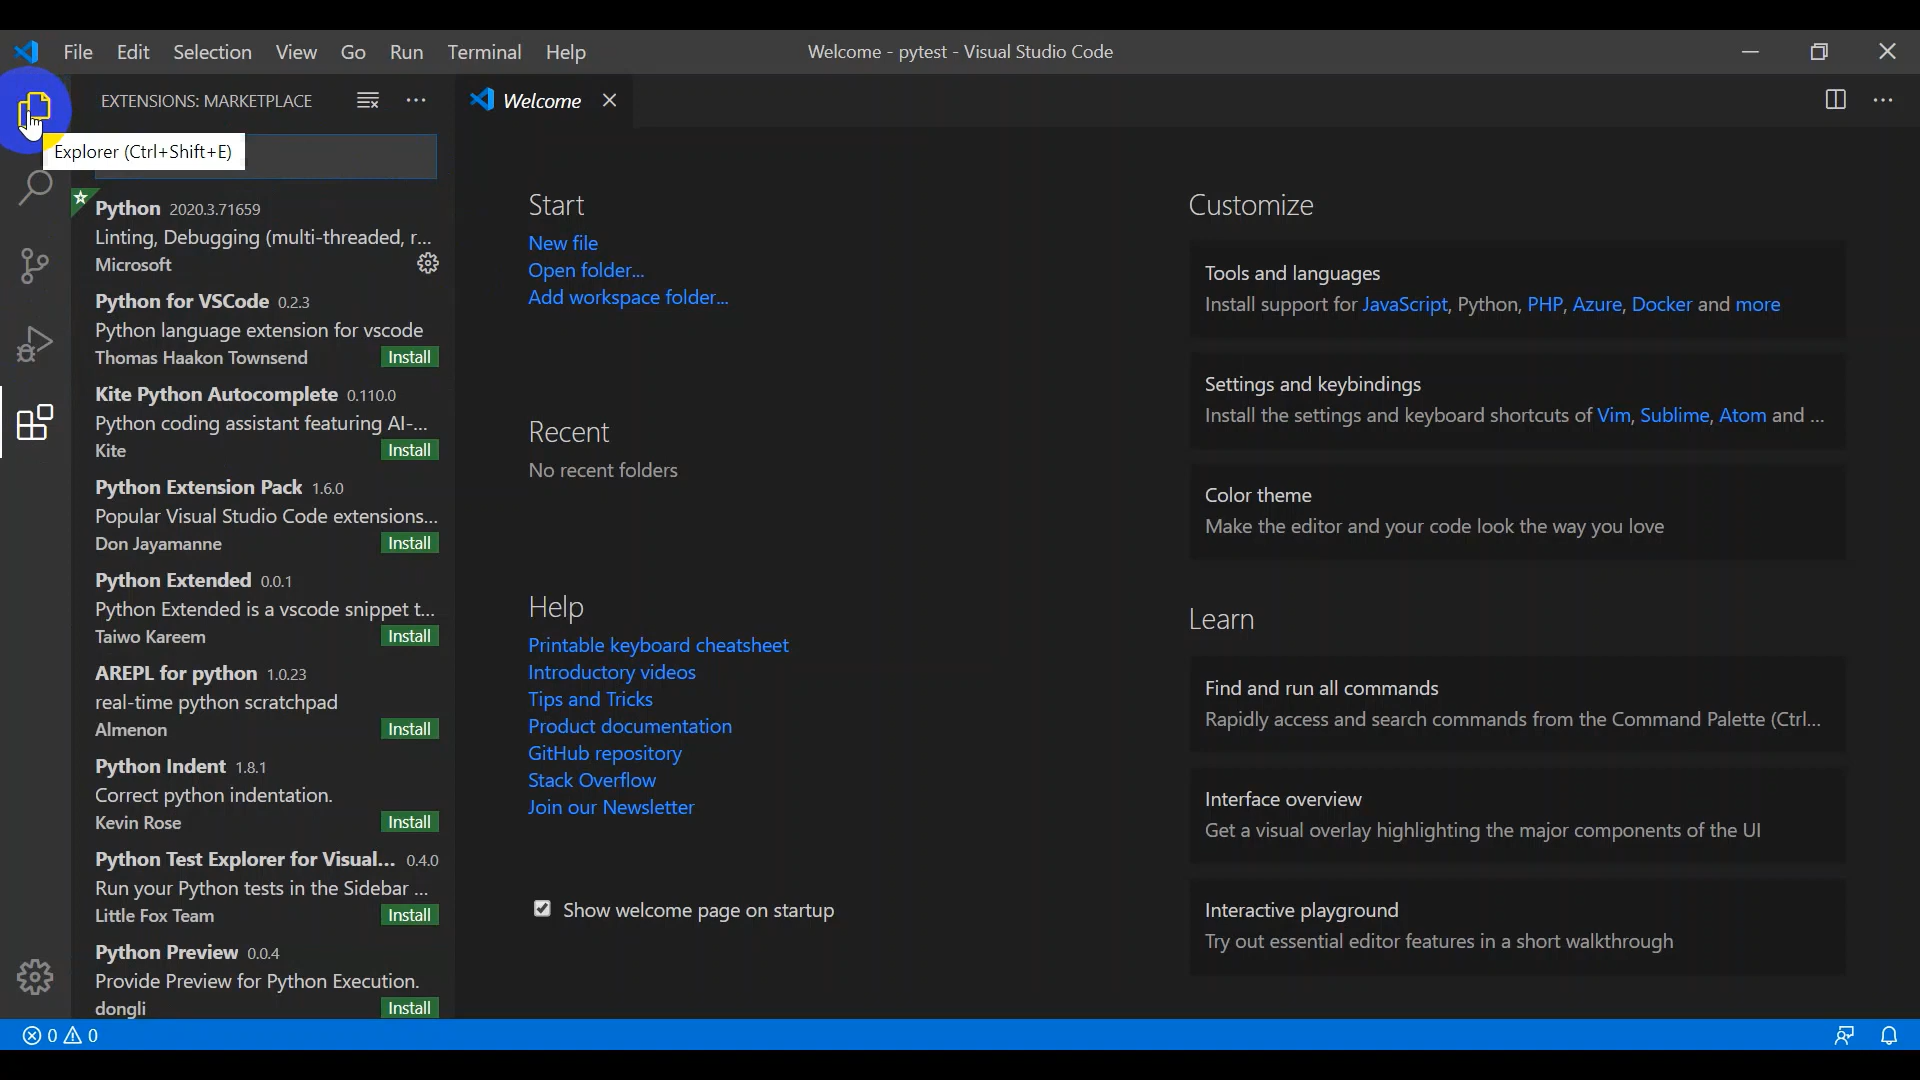 File Edit Selection View Go Run Terminal Help
Welcome - pytest - Visual Studio Code
EXTENSIONS: MARKETPLACE
Explorer (Ctrl+Shift+E)
Python 2020.3.71659
Linting, Debugging (multi-threaded, r...
Microsoft
Python for VSCode 0.2.3
Python language extension for vscode
Thomas Haakon Townsend Install
Kite Python Autocomplete 0.110.0
Python coding assistant featuring AI-...
Kite Install
Python Extension Pack 1.6.0
Popular Visual Studio Code extensions...
Don Jayamanne Install
Python Extended 0.0.1
Python Extended is a vscode snippet t...
Taiwo Kareem Install
AREPL for python 1.0.23
real-time python scratchpad
Almenon Install
Python Indent 1.8.1
Correct python indentation.
Kevin Rose Install
Python Test Explorer for Visual... 0.4.0
Run your Python tests in the Sidebar ...
Little Fox Team Install
Python Preview 0.0.4
Provide Preview for Python Execution.
dongli Install
Welcome
Start
New file
Open folder...
Add workspace folder...
Recent
No recent folders
Help
Printable keyboard cheatsheet
Introductory videos
Tips and Tricks
Product documentation
GitHub repository
Stack Overflow
Join our Newsletter
Show welcome page on startup
Customize
Tools and languages
Install support for JavaScript, Python, PHP, Azure, Docker and more
Settings and keybindings
Install the settings and keyboard shortcuts of Vim, Sublime, Atom and ...
Color theme
Make the editor and your code look the way you love
Learn
Find and run all commands
Rapidly access and search commands from the Command Palette (Ctrl...
Interface overview
Get a visual overlay highlighting the major components of the UI
Interactive playground
Try out essential editor features in a short walkthrough
0 0